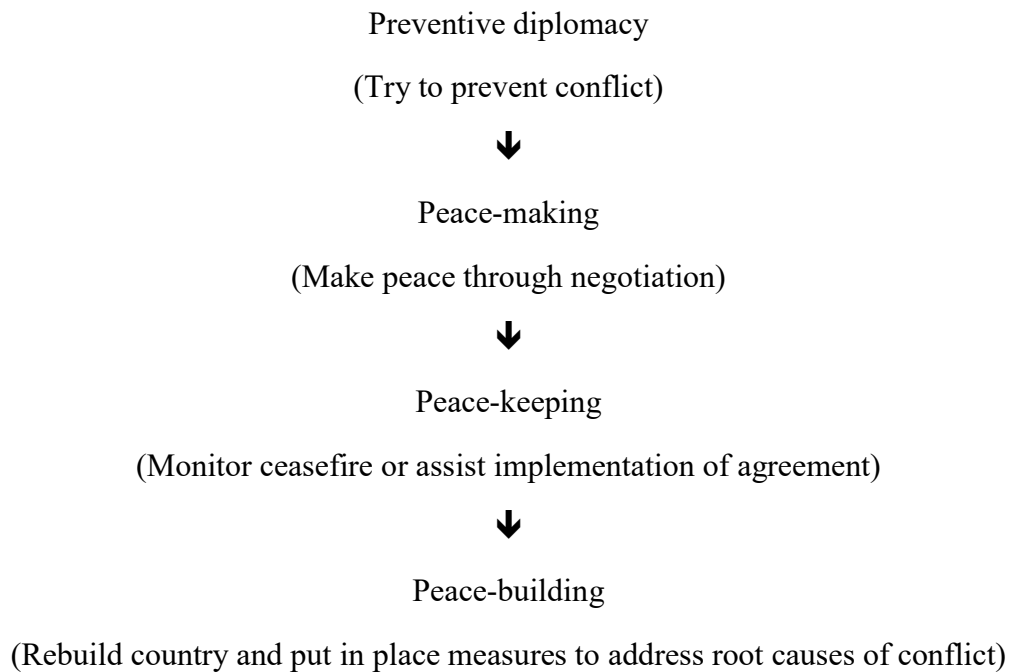 Preventive diplomacy
(Try to prevent conflict)
Peace-making
(Make peace through negotiation)
Peace-keeping
(Monitor ceasefire or assist implementation of agreement)
Peace-building
(Rebuild country and put in place measures to address root causes of conflict)